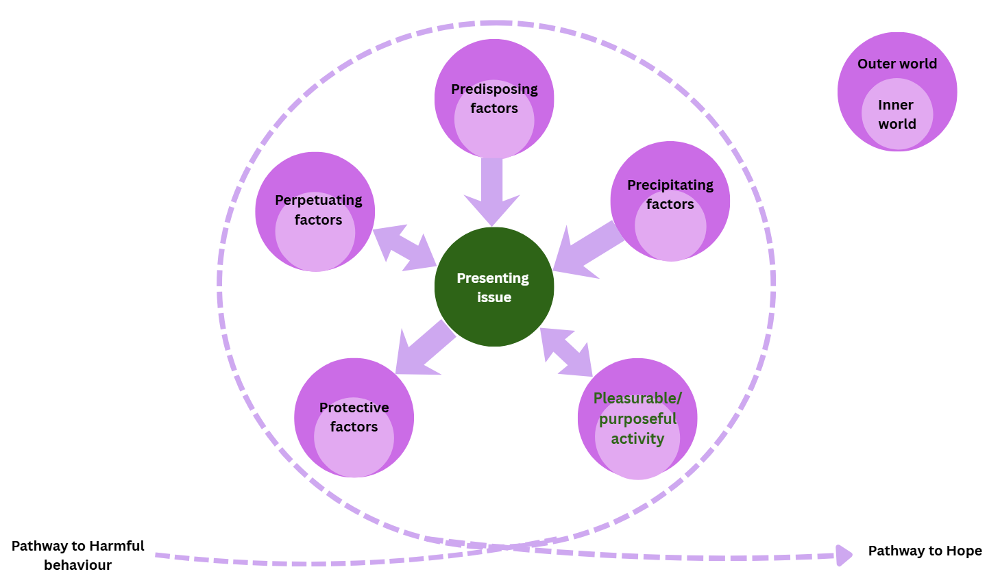 Predisposing
factors
Outer world
Inner
world
Precipitating
factors
Perpetuating
factors
Presenting
issue
Protective
factors
Pleasurable/
purposeful
activity
Pathway to Harmful
behaviour
Pathway to Hope